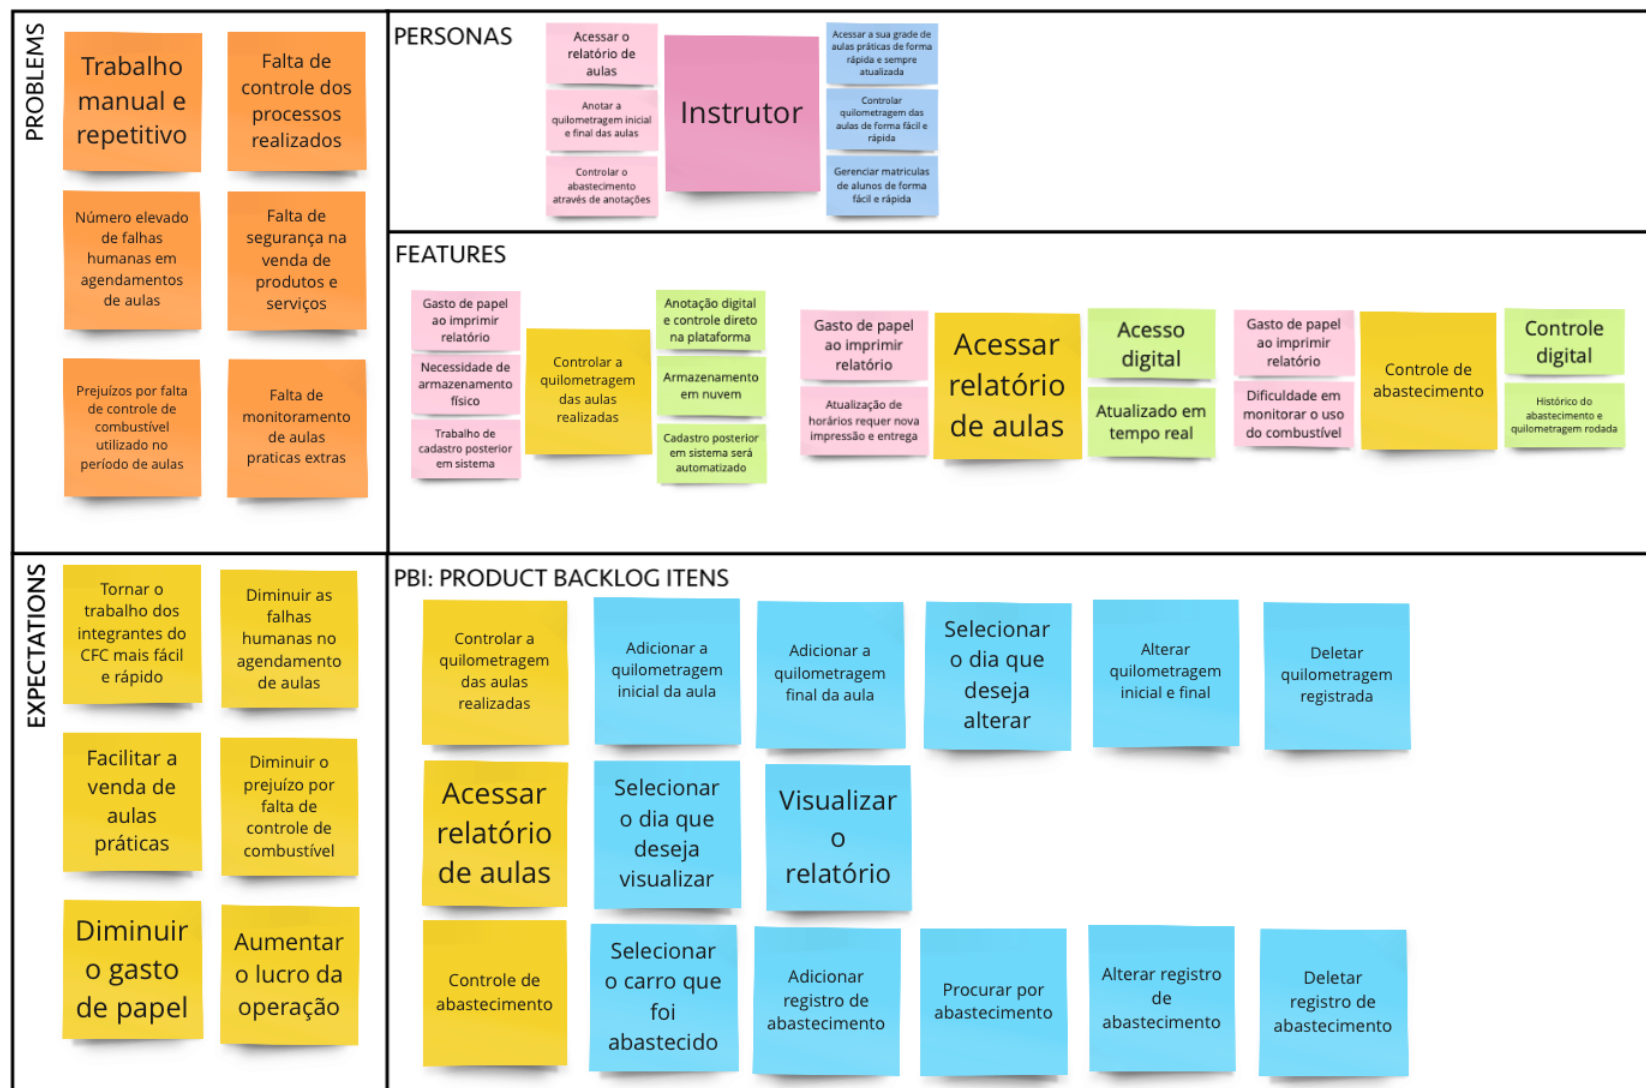 PROBLEMS
Trabalho
manual e
repetitivo
Falta de
controle dos
processos
realizados
Número elevado
de falhas
humanas em
agendamentos
de aulas
Falta de
segurança na
venda de
produtos e
serviços
Prejuízos por falta
de controle de
combustível
utilizado no
período de aulas
Falta de
monitoramento
de aulas
praticas extras
PERSONAS
Acessar o
relatório de
aulas
Anotar a
quilometragem inicial
e final das aulas
Controlar o
abastecimento
através de anotações
Instrutor
Acessar a sua grade de
aulas práticas de forma
rápida e sempre
atualizada
Controlar
quilometragem das
aulas de forma fácil e
rápida
Gerenciar matriculas
de alunos de forma
fácil e rápida
FEATURES
Gasto de papel
ao imprimir
relatório
Necessidade de
armazenamento
físico
Trabalho de
cadastro posterior
em sistema
Controlar a
quilometragem
das aulas
realizadas
Anotação digital
e controle direto
na plataforma
Armazenamento
em nuvem
Cadastro posterior
em sistema será
automatizado
Gasto de papel
ao imprimir
relatório
Atualização de
horários requer nova
impressão e entrega
Acessar
relatório
de aulas
Acesso
digital
Atualizado em
tempo real
Gasto de papel
ao imprimir
relatório
Dificuldade em
monitorar o uso
do combustível
Controle de
abastecimento
Controle
digital
Histórico do
abastecimento e
quilometragem rodada
EXPECTATIONS
Tornar o
trabalho dos
integrantes do
CFC mais fácil
e rápido
Diminuir as
falhas
humanas no
agendamento
de aulas
Facilitar a
venda de
aulas
práticas
Diminuir o
prejuízo por
falta de
controle de
combustível
Diminuir
o gasto
de papel
Aumentar
o lucro da
operação
PBI: PRODUCT BACKLOG ITENS
Controlar a
quilometragem
das aulas
realizadas
Adicionar a
quilometragem
inicial da aula
Adicionar a
quilometragem
final da aula
Selecionar
o dia que
deseja
alterar
Alterar
quilometragem
inicial e final
Deletar
quilometragem
registrada
Acessar
relatório
de aulas
Selecionar
o dia que
deseja
visualizar
Visualizar
o
relatório
Controle de
abastecimento
Selecionar
o carro que
foi
abastecido
Adicionar
registro de
abastecimento
Procurar por
abastecimento
Alterar registro
de
abastecimento
Deletar
registro de
abastecimento